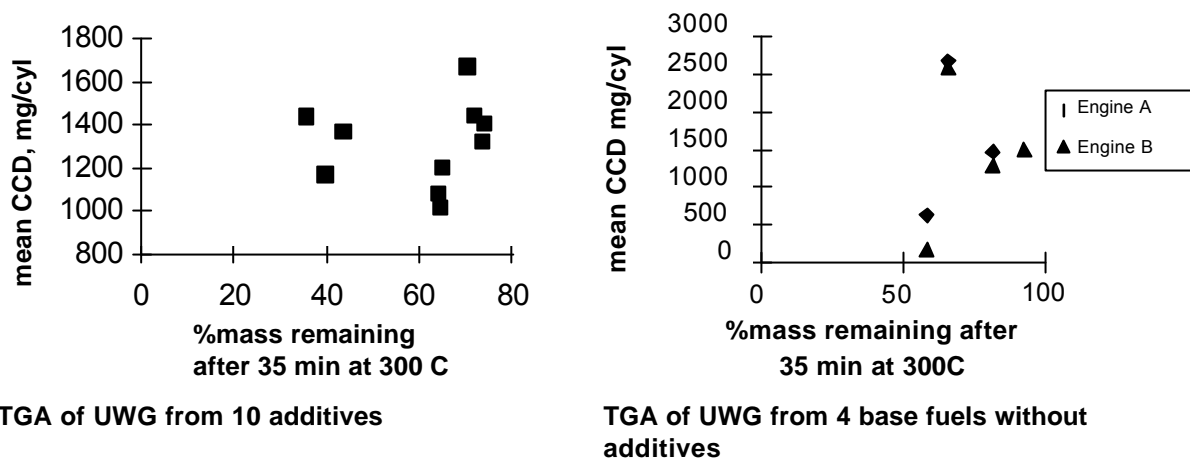 1800
1600
1400
1200
1000
800
mean CCD, mg/cyl
0 20 40 60 80
%mass remaining
after 35 min at 300 C
TGA of UWG from 10 additives
3000
2500
2000
1500
1000
500
0
mean CCD mg/cyl
0 50 100
%mass remaining after
35 min at 300C
Engine A
Engine B
TGA of UWG from 4 base fuels without
additives